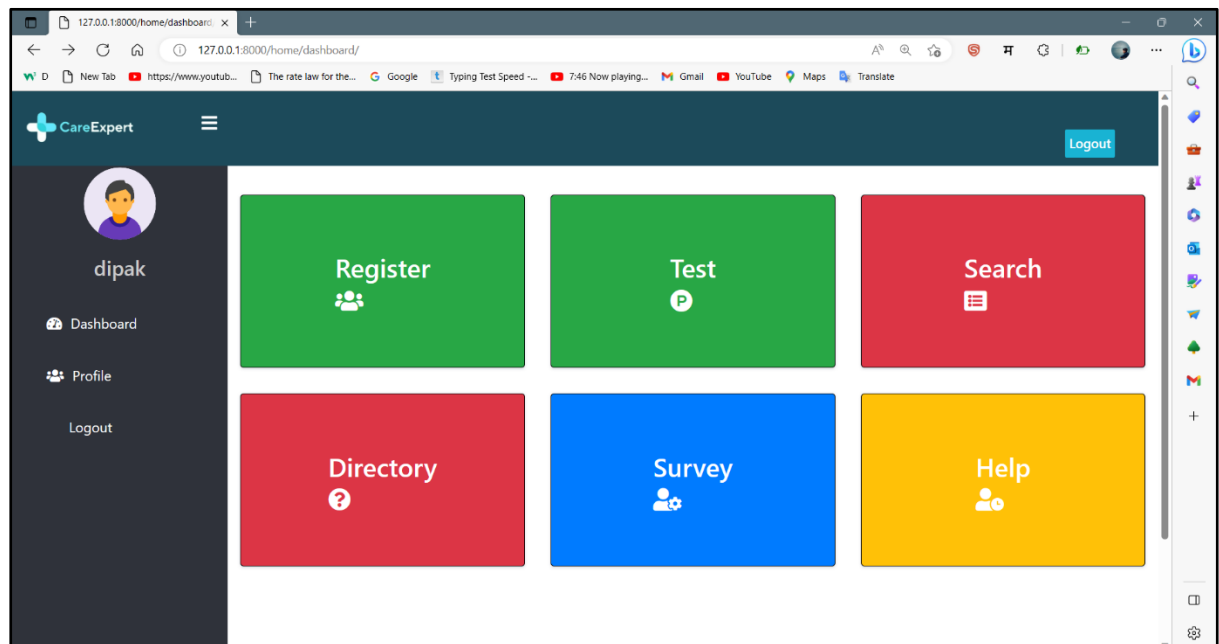 127.0.0.1:8000/home/dashboard,
127.0.0.1:8000/home/dashboard/
D New Tab https://www.youtub... The rate law for the... Google Typing Test Speed -... 7:46 Now playing... Gmail YouTube Maps Translate
CareExpert
Logout
dipak
Dashboard
Profile
Logout
Register
Test
P
Search
Directory
?
Survey
Help
म